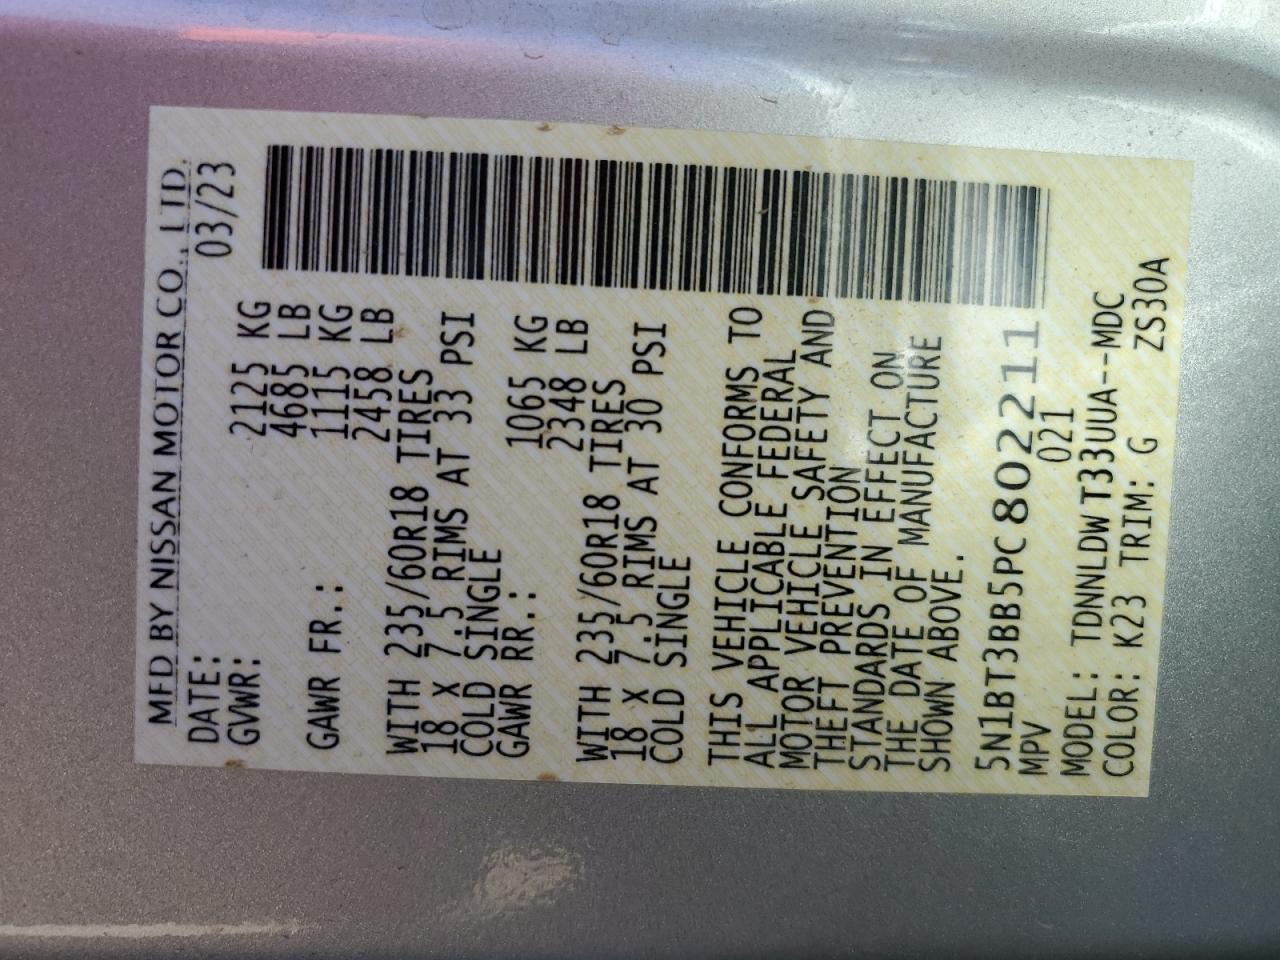 MFD BY NISSAN MOTOR CO., LTD.
DATE: 03/23
GVWR: 2125 KG
4685 LB
GAWR FR.: 1115 KG
2458 LB
WITH 235/60R18 TIRES
18 X 7.5 RIMS AT 33 PSI
COLD SINGLE
GAWR RR.: 1065 KG
2348 LB
WITH 235/60R18 TIRES
18 X 7.5 RIMS AT 30 PSI
COLD SINGLE
THIS VEHICLE CONFORMS TO
ALL APPLICABLE FEDERAL
MOTOR VEHICLE SAFETY AND
THEFT PREVENTION
STANDARDS IN EFFECT ON
THE DATE OF MANUFACTURE
SHOWN ABOVE.
5N1BT3BB5PC802211
MPV 021
MODEL: TDNNLDWT33UUA--MDC
COLOR: K23 TRIM: G ZS30A